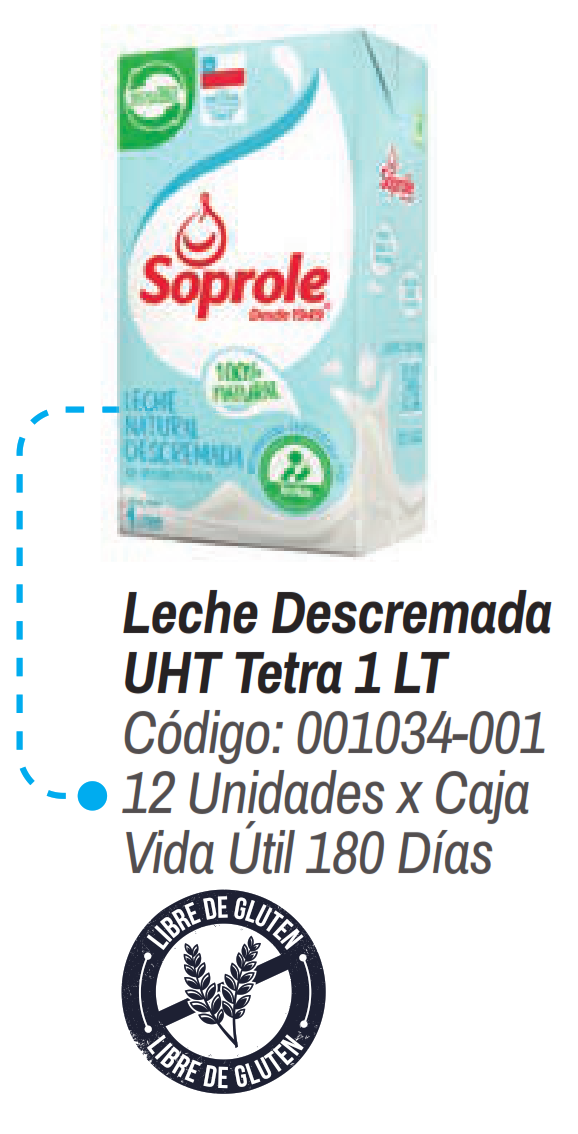 Soprole
Desde 1949
Soprole
100%
NATURAL
LECHE
NATURAL
DESCREMADA
Leche Descremada
UHT Tetra 1 LT
Código: 001034-001
12 Unidades x Caja
Vida Útil 180 Días
LIBRE DE GLUTEN
LIBRE DE GLUTEN